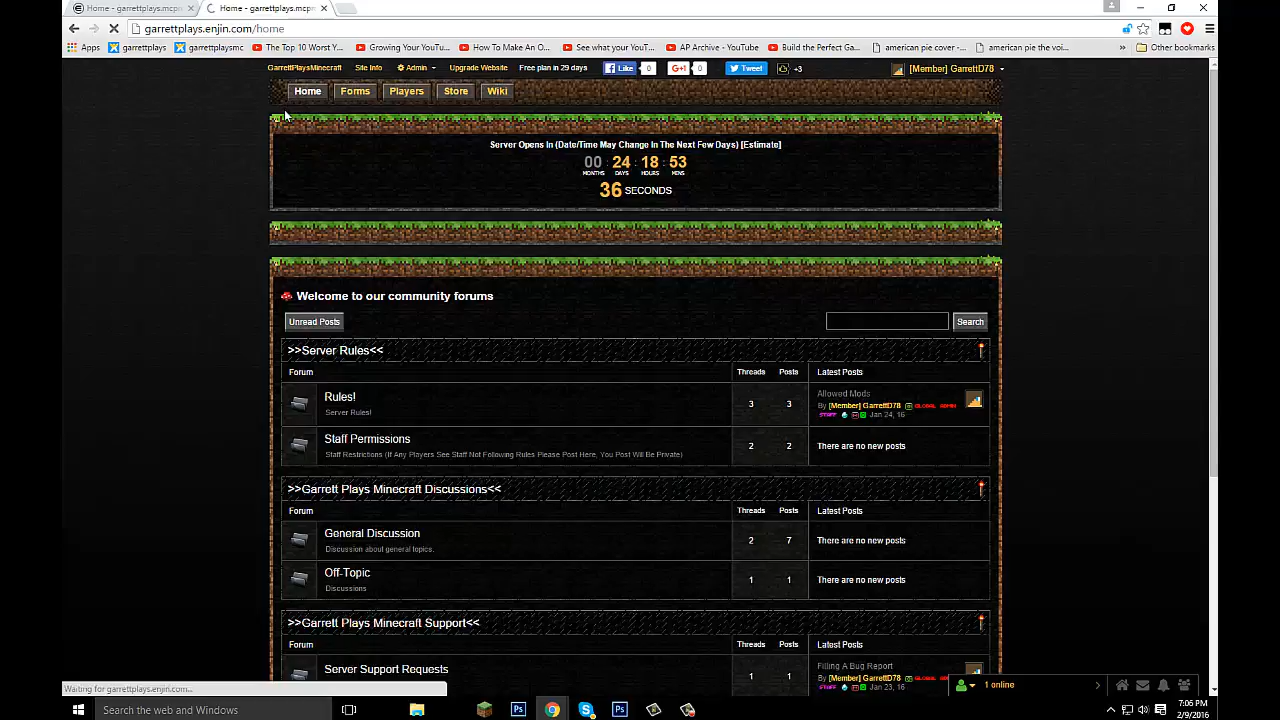 Home - garrettplays.mcpn
Home - garrettplays.mcpn
garrettplays.enjin.com/home
Apps garrettplays garrettplaysmc The Top 10 Worst Y... Growing Your YouTu... How To Make An O... See what your YouT... AP Archive - YouTube Build the Perfect Ga... american pie cover -... american pie the voi... » Other bookmarks
GarrettPlaysMinecraft Site Info Admin Upgrade Website Free plan in 29 days Like 0 G+1 0 Tweet +3 [Member] GarrettD78
Home Forms Players Store Wiki
Server Opens In (Date/Time May Change In The Next Few Days) [Estimate]
00 : 24 : 18 : 53
MONTHS DAYS HOURS MINS
36 SECONDS
Welcome to our community forums
Unread Posts Search
>>Server Rules<<
Forum Threads Posts Latest Posts
Rules! 3 3 Allowed Mods
Server Rules! By [Member] GarrettD78 GLOBAL ADMIN
STAFF Jan 24, 16
Staff Permissions 2 2 There are no new posts
Staff Restrictions (If Any Players See Staff Not Following Rules Please Post Here, You Post Will Be Private)
>>Garrett Plays Minecraft Discussions<<
Forum Threads Posts Latest Posts
General Discussion 2 7 There are no new posts
Discussion about general topics.
Off-Topic 1 1 There are no new posts
Discussions
>>Garrett Plays Minecraft Support<<
Forum Threads Posts Latest Posts
Server Support Requests 1 1 Filling A Bug Report
By [Member] GarrettD78 GLOBAL
STAFF Jan 23, 16
1 online
Waiting for garrettplays.enjin.com...
Search the web and Windows
7:06 PM
2/9/2016